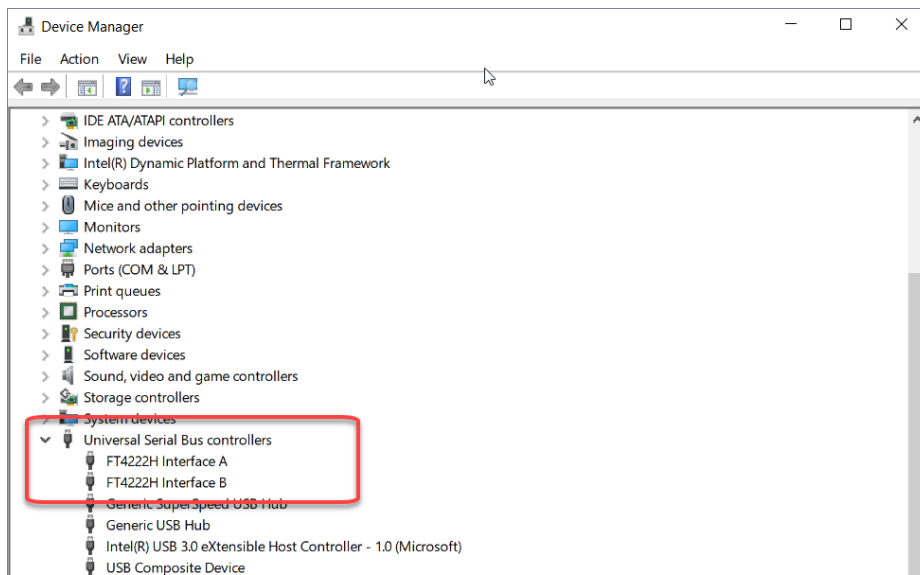 Device Manager
File Action View Help
IDE ATA/ATAPI controllers
Imaging devices
Intel(R) Dynamic Platform and Thermal Framework
Keyboards
Mice and other pointing devices
Monitors
Network adapters
Ports (COM & LPT)
Print queues
Processors
Security devices
Software devices
Sound, video and game controllers
Storage controllers
System devices
Universal Serial Bus controllers
FT4222H Interface A
FT4222H Interface B
Generic SuperSpeed USB Hub
Generic USB Hub
Intel(R) USB 3.0 eXtensible Host Controller - 1.0 (Microsoft)
USB Composite Device